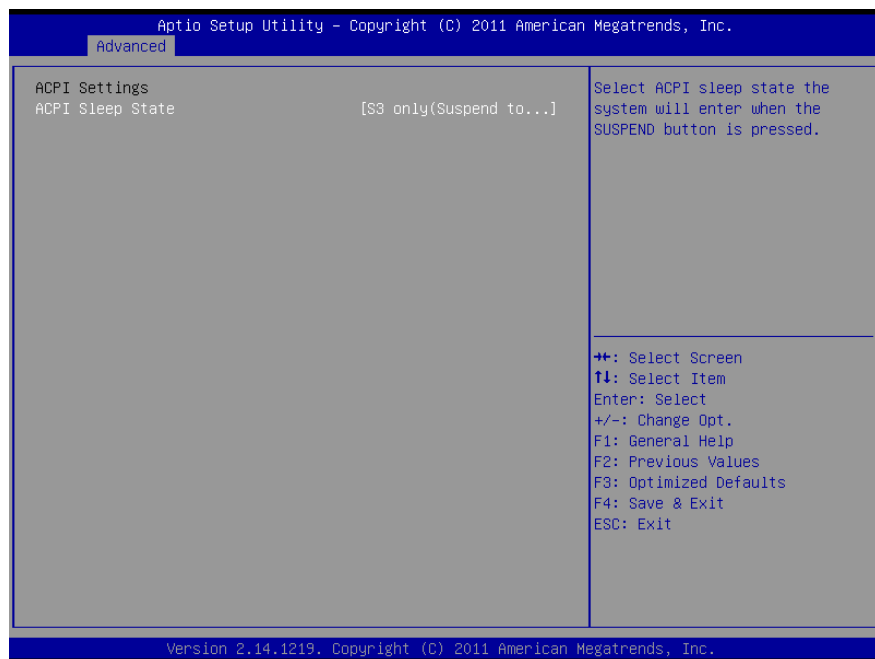 Aptio Setup Utility – Copyright (C) 2011 American Megatrends, Inc.
Advanced
ACPI Settings
ACPI Sleep State [S3 only(Suspend to...]
Select ACPI sleep state the
system will enter when the
SUSPEND button is pressed.
→←: Select Screen
↑↓: Select Item
Enter: Select
+/-: Change Opt.
F1: General Help
F2: Previous Values
F3: Optimized Defaults
F4: Save & Exit
ESC: Exit
Version 2.14.1219. Copyright (C) 2011 American Megatrends, Inc.